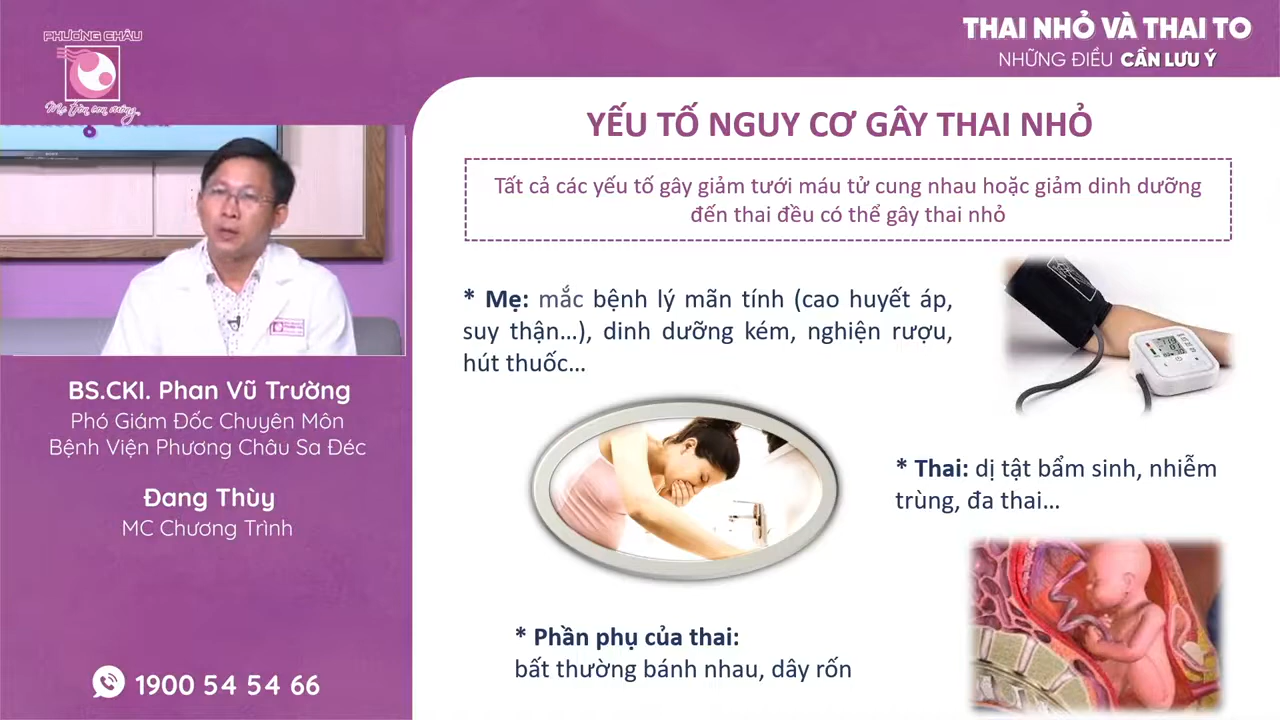 PHƯƠNG CHÂU
THAI NHỎ VÀ THAI TO
NHỮNG ĐIỀU CẦN LƯU Ý
YẾU TỐ NGUY CƠ GÂY THAI NHỎ
Tất cả các yếu tố gây giảm tưới máu tử cung nhau hoặc giảm dinh dưỡng
đến thai đều có thể gây thai nhỏ
* Mẹ: mắc bệnh lý mãn tính (cao huyết áp,
suy thận...), dinh dưỡng kém, nghiện rượu,
hút thuốc...
* Thai: dị tật bẩm sinh, nhiễm
trùng, đa thai...
* Phần phụ của thai:
bất thường bánh nhau, dây rốn
BS.CKI. Phan Vũ Trường
Phó Giám Đốc Chuyên Môn
Bệnh Viện Phương Châu Sa Đéc
Đang Thùy
MC Chương Trình
1900 54 54 66